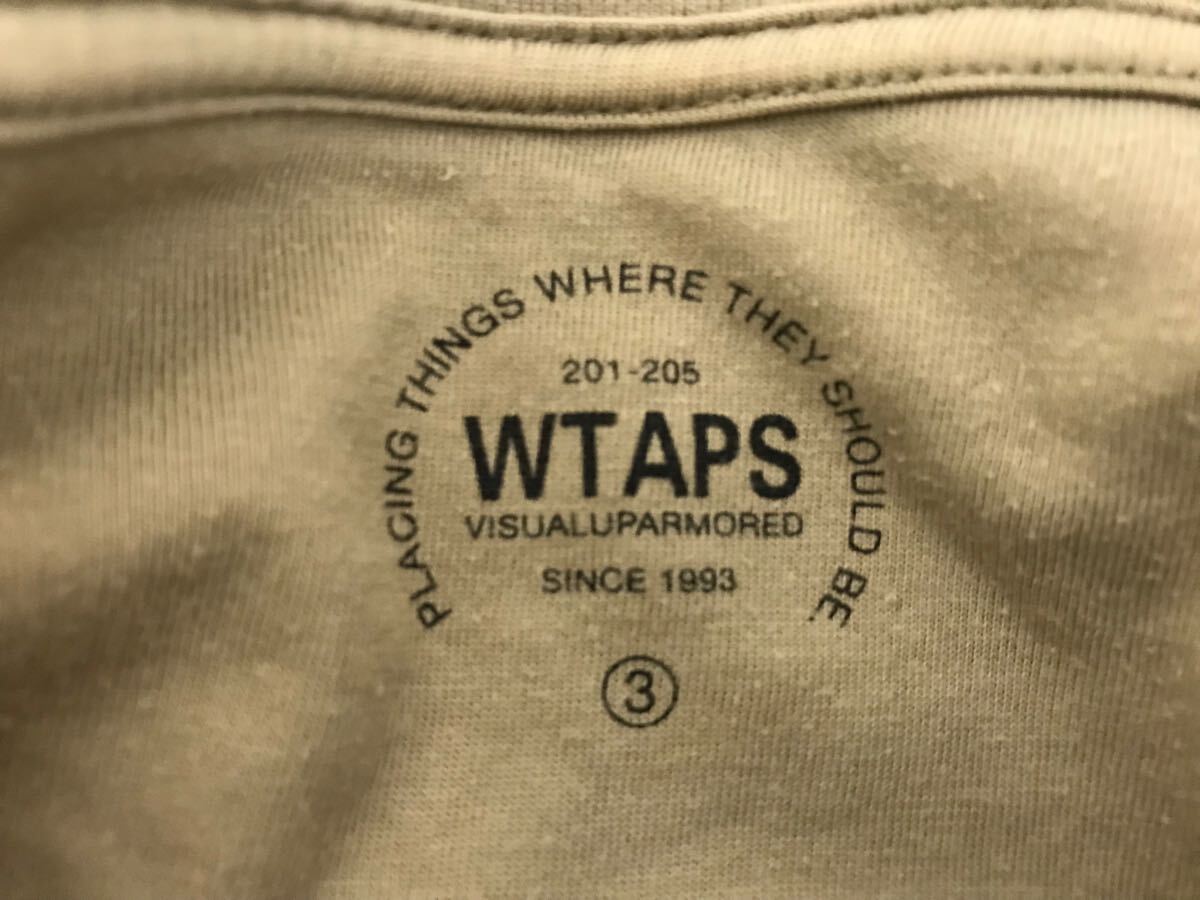 PLACING THINGS WHERE THEY SHOULD BE.
201-205
WTAPS
VISUALUPARMORED
SINCE 1993
3